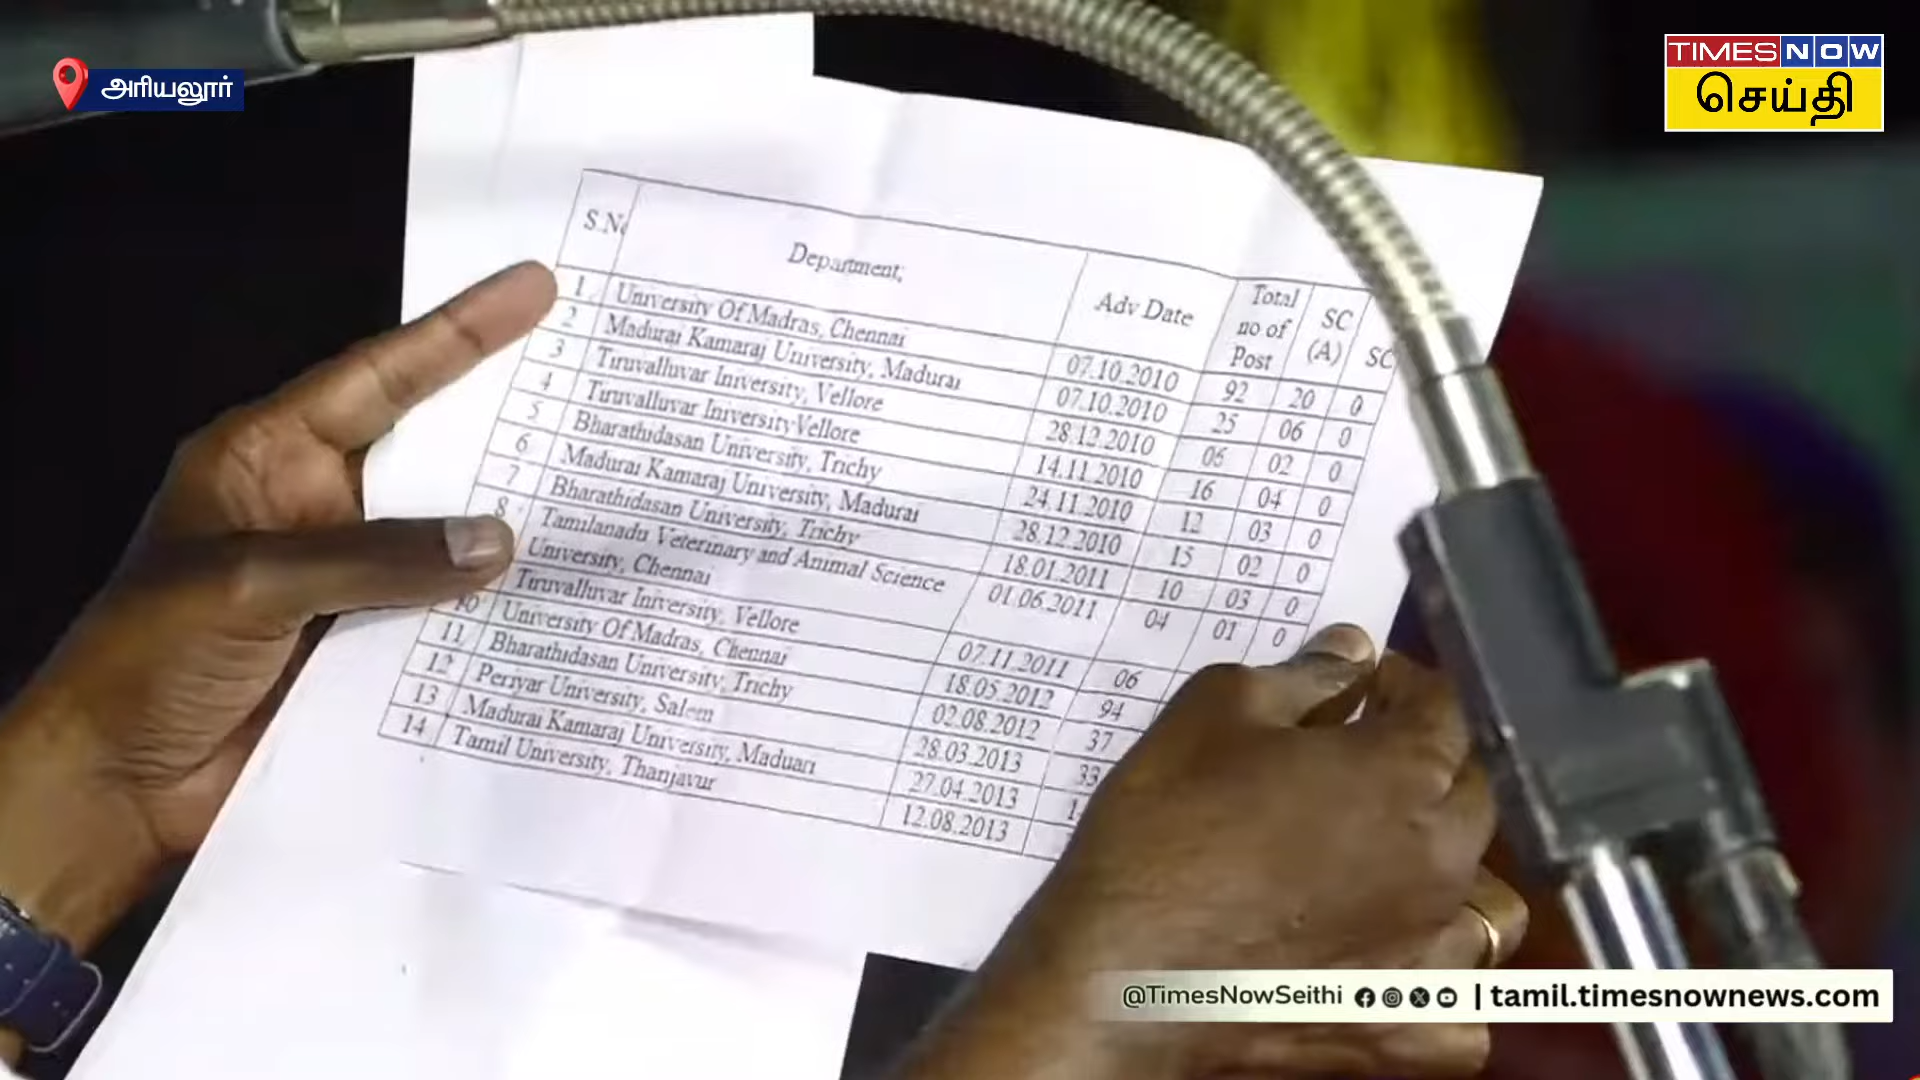 அரியலூர்
TIMES NOW
செய்தி
S.No Department; Adv Date Total no of Post SC (A) SC
1 University Of Madras, Chennai 07.10.2010 92 20 0
2 Madurai Kamaraj University, Madurai 07.10.2010 25 06 0
3 Tiruvalluvar Iniversity, Vellore 28.12.2010 06 02 0
4 Tiruvalluvar IniversityVellore 14.11.2010 16 04 0
5 Bharathidasan University, Trichy 24.11.2010 12 03 0
6 Madurai Kamaraj University, Madurai 28.12.2010 15 02 0
7 Bharathidasan University, Trichy 18.01.2011 10 03 0
8 Tamilanadu Veterinary and Animal Science 01.06.2011 04 01 0
University, Chennai
Tiruvalluvar Iniversity, Vellore 07.11.2011 06
10 University Of Madras, Chennai 18.05.2012 94
11 Bharathidasan University, Trichy 02.08.2012 37
12 Periyar University, Salem 28.03.2013 33
13 Madurai Kamaraj University, Maduari 27.04.2013
14 Tamil University, Thanjavur 12.08.2013
@TimesNowSeithi | tamil.timesnownews.com